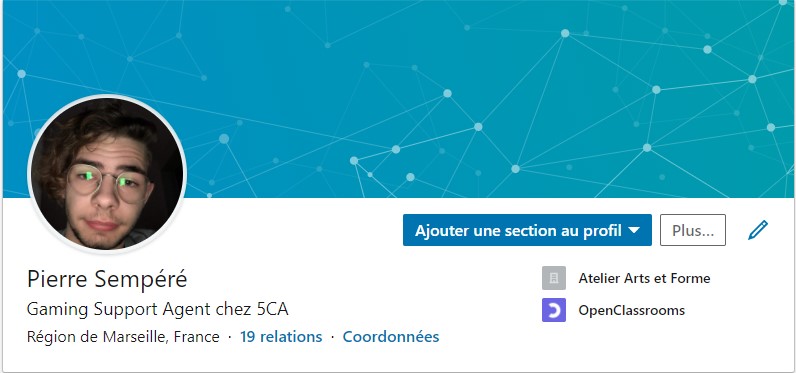 Ajouter une section au profil
Plus...
Pierre Sempéré
Gaming Support Agent chez 5CA
Région de Marseille, France · 19 relations · Coordonnées
Atelier Arts et Forme
OpenClassrooms